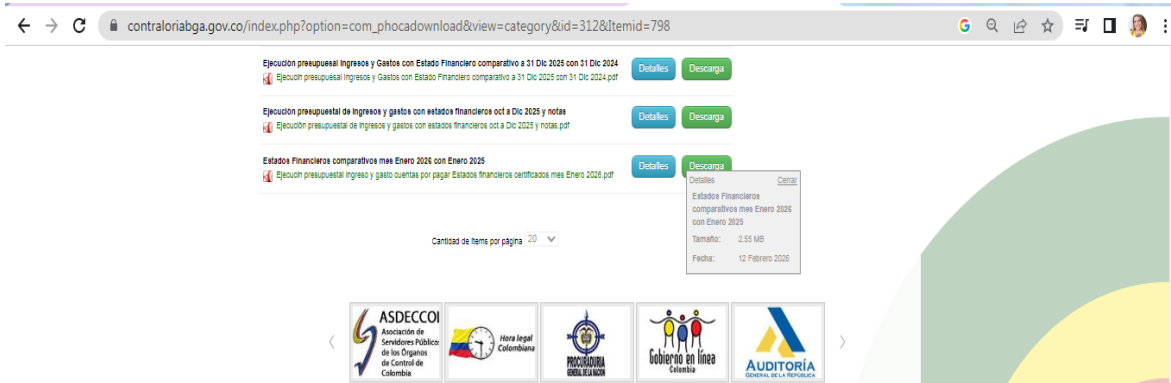 contraloriabga.gov.co/index.php?option=com_phocadownload&view=category&id=312&Itemid=798
Ejecución presupuesal Ingresos y Gastos con Estado Financiero comparativo a 31 Dic 2025 con 31 Dic 2024
Ejecucin presupuestal Ingresos y Gastos con Estado Financiero comparativo a 31 Dic 2025 con 31 Dic 2024.pdf
Detalles
Descarga
Ejecución presupuestal de ingresos y gastos con estados financieros oct a Dic 2025 y notas
Ejecución presupuestal de ingresos y gastos con estados financieros oct a Dic 2025 y notas.pdf
Detalles
Descarga
Estados Financieros comparativos mes Enero 2026 con Enero 2025
Ejecucin presupuestal ingreso y gasto cuentas por pagar Estados financieros certificados mes Enero 2026.pdf
Detalles
Descarga
Detalles Cerrar
Estados Financieros
comparativos mes Enero 2026
con Enero 2025
Tamaño: 2.55 MB
Fecha: 12 Febrero 2026
Cantidad de ítems por página 20
ASDECCOL
Asociación de
Servidores Públicos
de los Órganos
de Control de
Colombia
Hora legal
Colombiana
PROCURADURIA
GENERAL DE LA NACION
Gobierno en línea
Colombia
AUDITORÍA
GENERAL DE LA REPÚBLICA